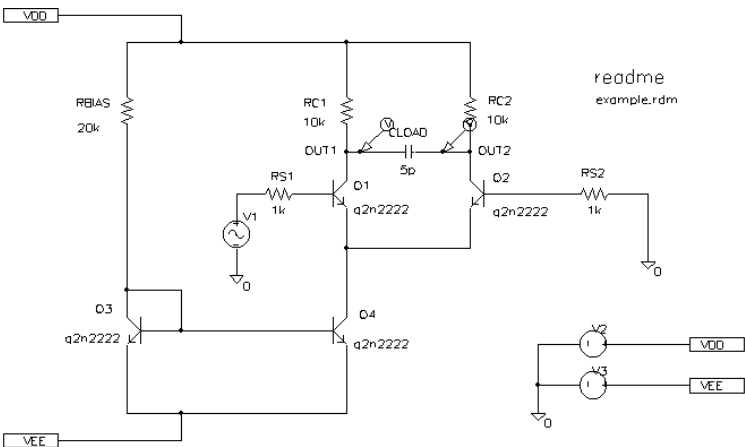 VDD
readme
example.rdm
RBIAS
20k
RC1
10k
RC2
10k
CLOAD
OUT1
OUT2
5p
RS1
1k
Q1
q2n2222
Q2
q2n2222
RS2
1k
V1
0
0
Q3
q2n2222
Q4
q2n2222
V2
VDD
V3
VEE
0
VEE